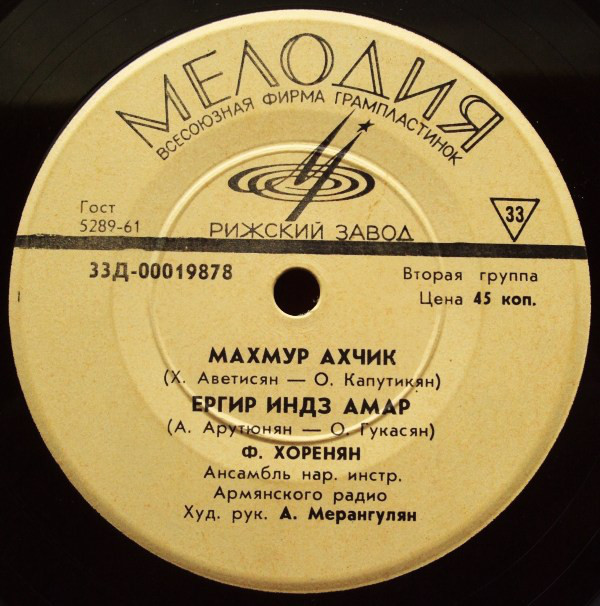 МЕЛОДИЯ
ВСЕСОЮЗНАЯ ФИРМА ГРАМПЛАСТИНОК
Гост
5289-61
33
РИЖСКИЙ ЗАВОД
33Д-00019878
Вторая группа
Цена 45 коп.
МАХМУР АХЧИК
(Х. Аветисян — О. Капутикян)
ЕРГИР ИНДЗ АМАР
(А. Арутюнян — О. Гукасян)
Ф. ХОРЕНЯН
Ансамбль нар. инстр.
Армянского радио
Худ. рук. А. Мерангулян